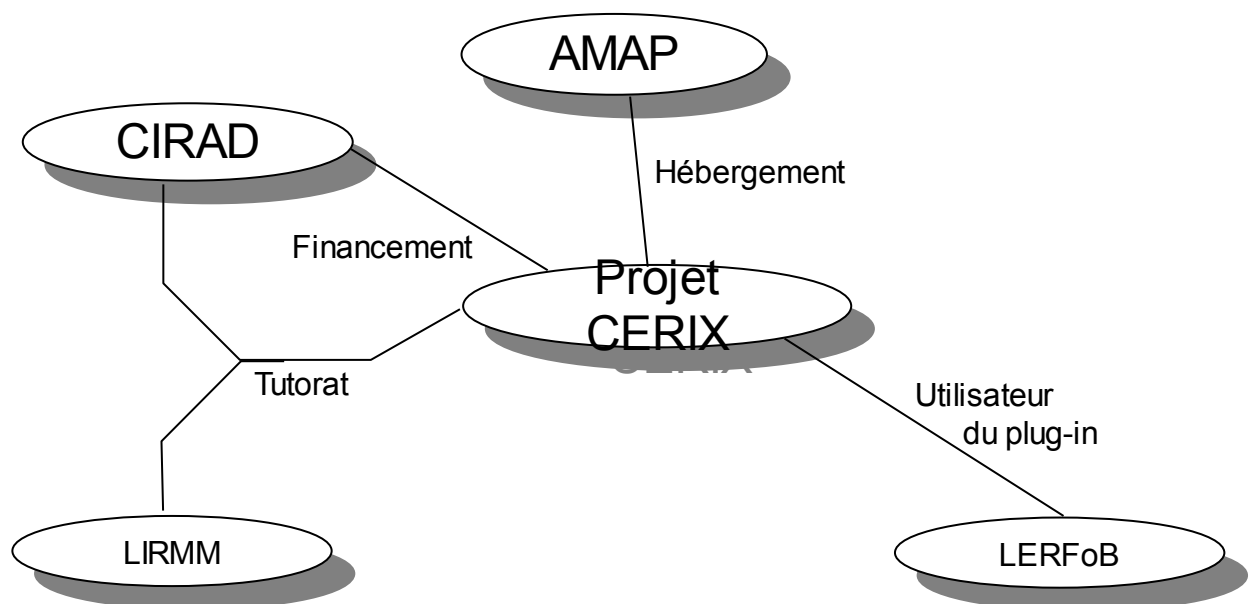 AMAP
CIRAD
Hébergement
Financement
Projet
CERIX
Tutorat
Utilisateur
du plug-in
LIRMM
LERFoB